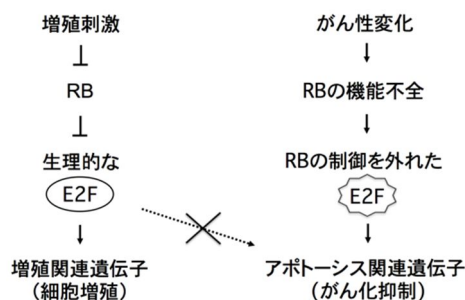 増殖刺激
RB
生理的な
E2F
増殖関連遺伝子
(細胞増殖)
がん性変化
RBの機能不全
RBの制御を外れた
E2F
アポトーシス関連遺伝子
(がん化抑制)